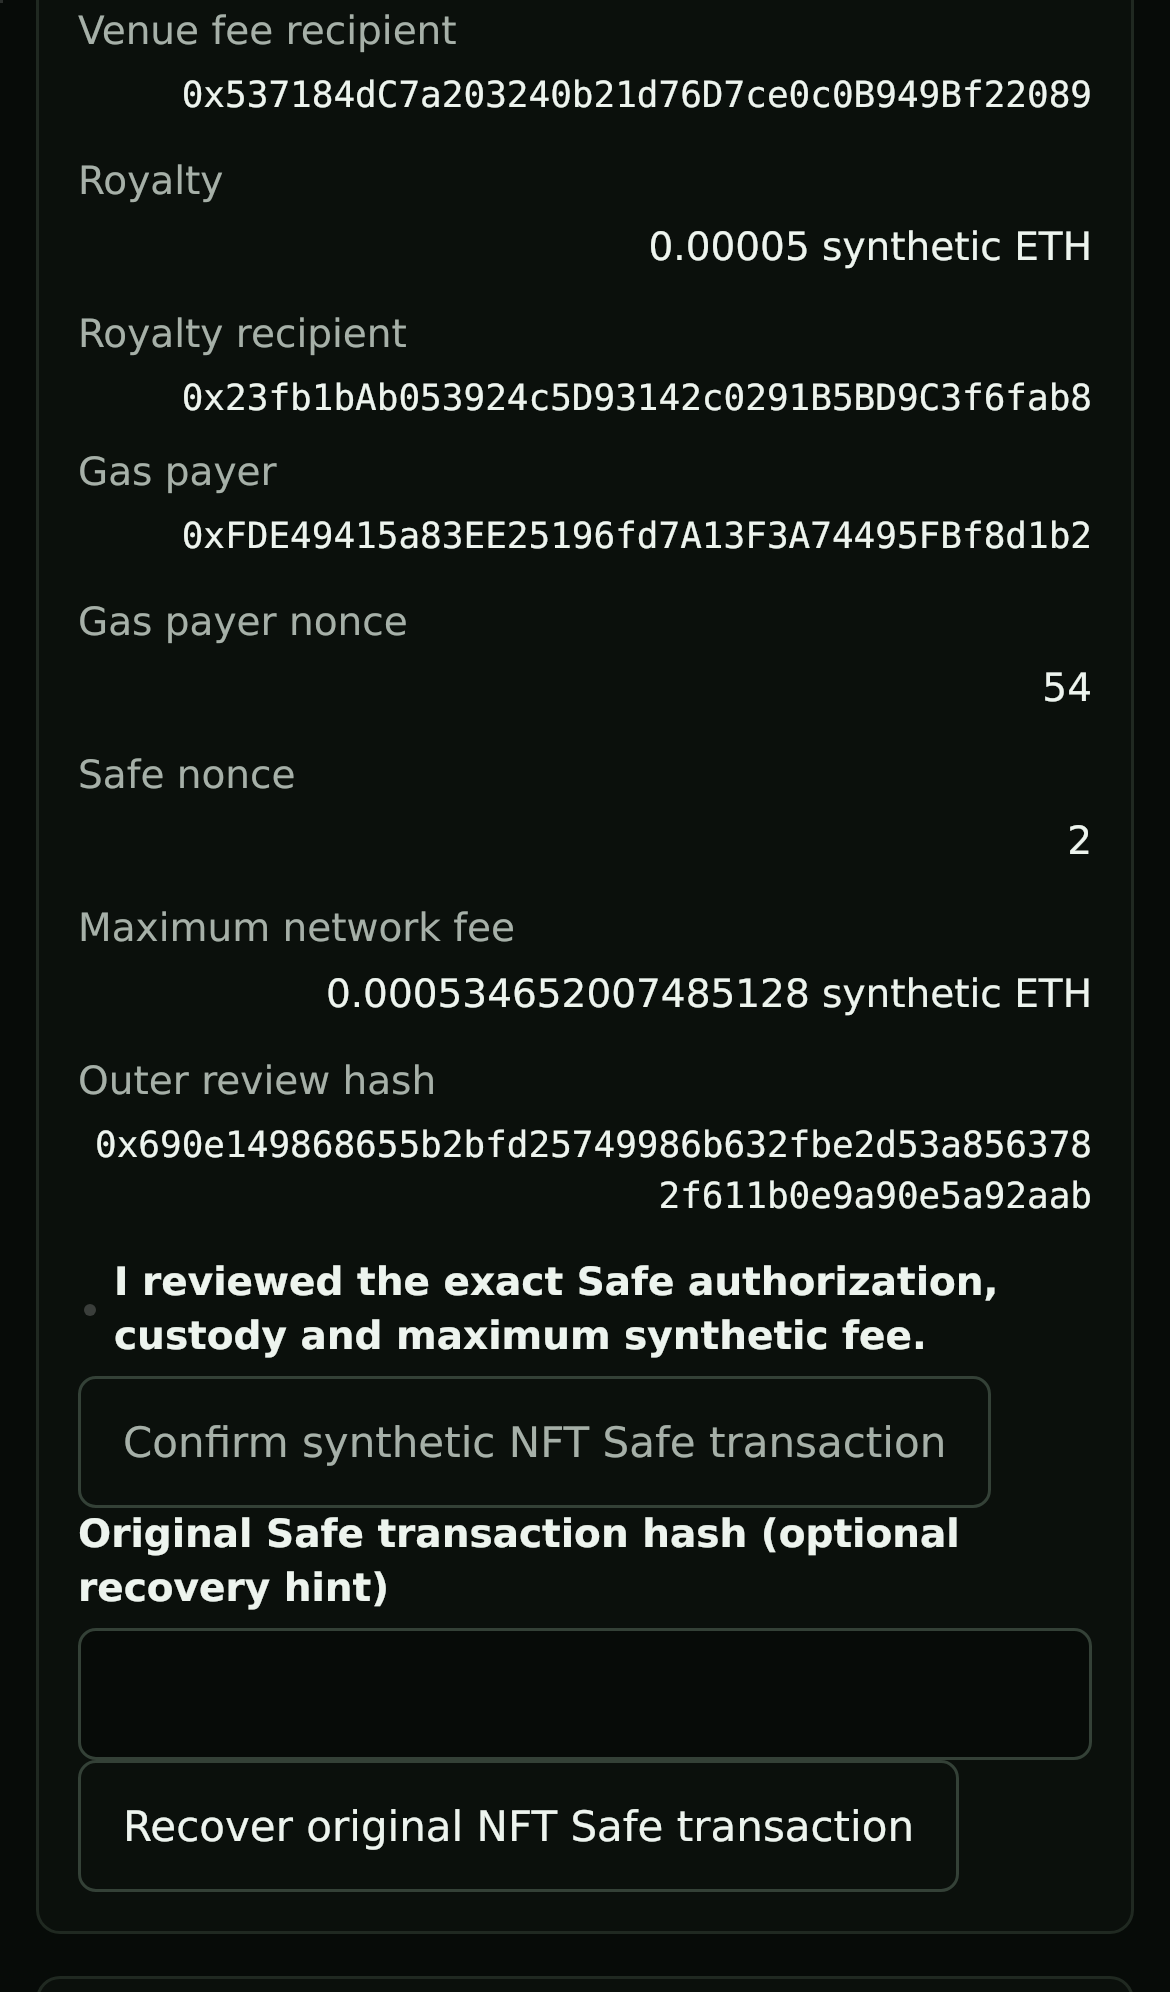 Venue fee recipient
0x537184dC7a203240b21d76D7ce0c0B949Bf22089
Royalty
0.00005 synthetic ETH
Royalty recipient
0x23fb1bAb053924c5D93142c0291B5BD9C3f6fab8
Gas payer
0xFDE49415a83EE25196fd7A13F3A74495FBf8d1b2
Gas payer nonce
54
Safe nonce
2
Maximum network fee
0.000534652007485128 synthetic ETH
Outer review hash
0x690e149868655b2bfd25749986b632fbe2d53a856378
2f611b0e9a90e5a92aab
I reviewed the exact Safe authorization,
custody and maximum synthetic fee.
Confirm synthetic NFT Safe transaction
Original Safe transaction hash (optional
recovery hint)
Recover original NFT Safe transaction